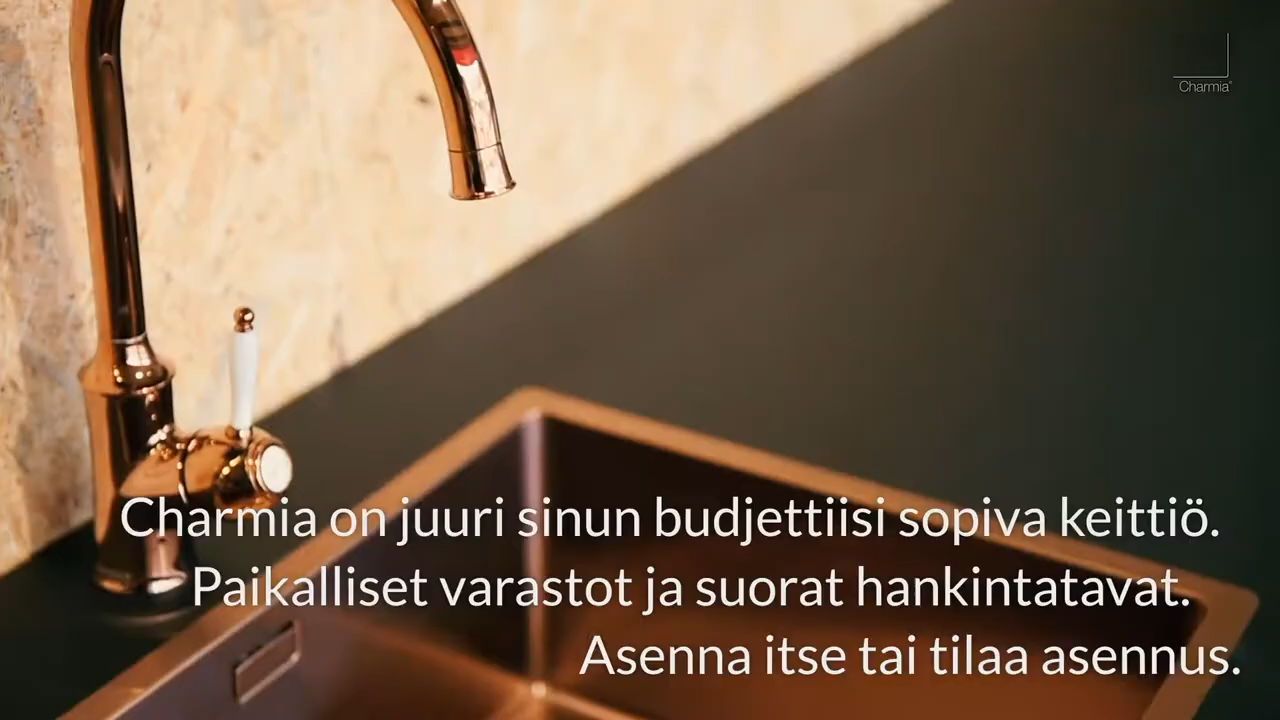 Charmia®
Charmia on juuri sinun budjettiisi sopiva keittiö.
Paikalliset varastot ja suorat hankintatavat.
Asenna itse tai tilaa asennus.